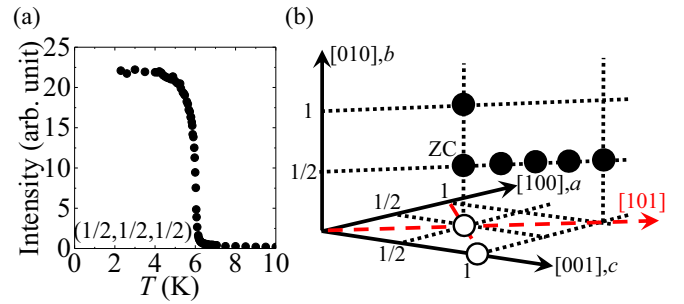 (a)
Intensity (arb. unit)
25
20
15
10
5
0
0 2 4 6 8 10
(1/2,1/2,1/2)
T (K)
(b)
[010],b
1
ZC
1/2
[100],a
1
1/2
[101]
1/2
1
[001],c